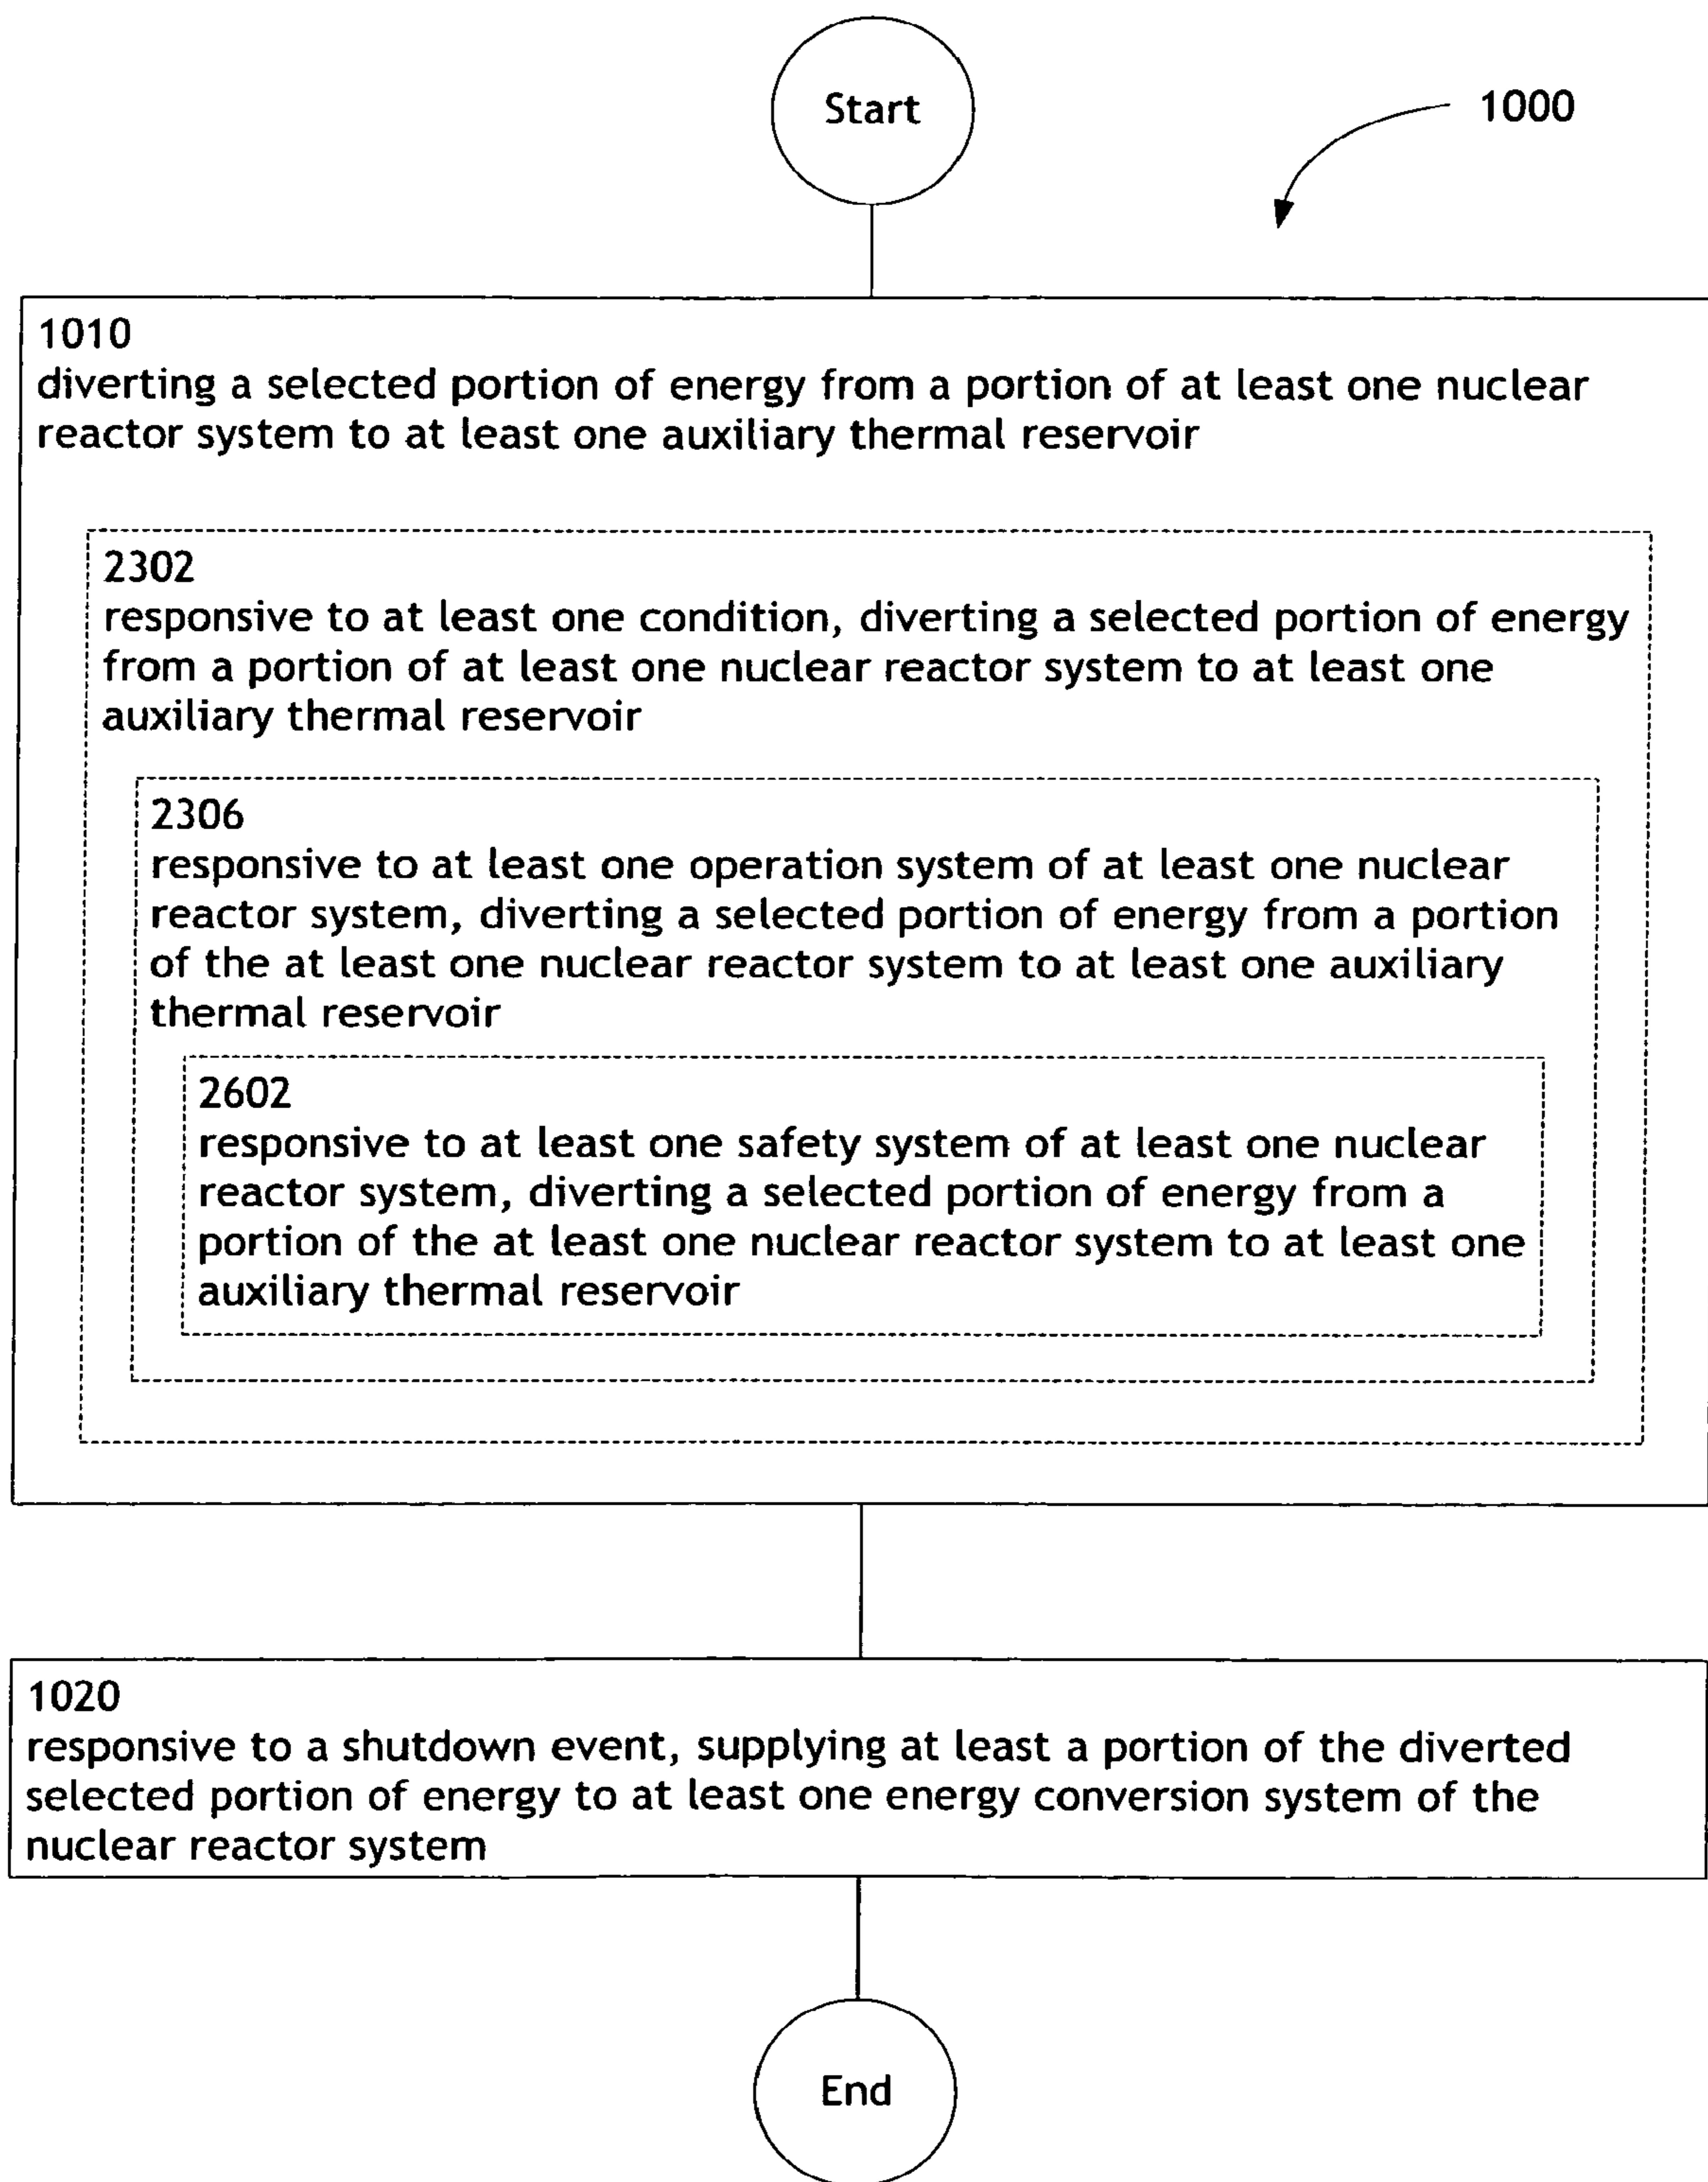 Start
1000
1010
diverting a selected portion of energy from a portion of at least one nuclear
reactor system to at least one auxiliary thermal reservoir
2302
responsive to at least one condition, diverting a selected portion of energy
from a portion of at least one nuclear reactor system to at least one
auxiliary thermal reservoir
2306
responsive to at least one operation system of at least one nuclear
reactor system, diverting a selected portion of energy from a portion
of the at least one nuclear reactor system to at least one auxiliary
thermal reservoir
2602
responsive to at least one safety system of at least one nuclear
reactor system, diverting a selected portion of energy from a
portion of the at least one nuclear reactor system to at least one
auxiliary thermal reservoir
1020
responsive to a shutdown event, supplying at least a portion of the diverted
selected portion of energy to at least one energy conversion system of the
nuclear reactor system
End